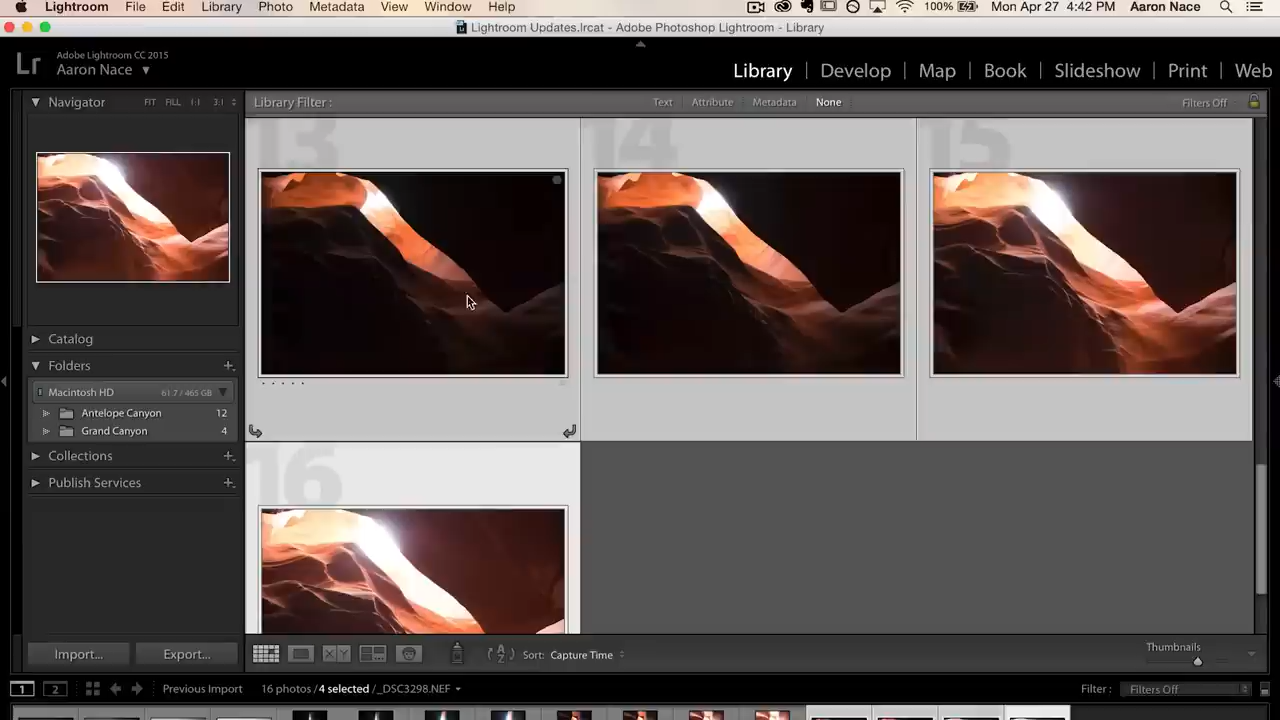 Lightroom File Edit Library Photo Metadata View Window Help 100% Mon Apr 27 4:42 PM Aaron Nace
Lightroom Updates.lrcat - Adobe Photoshop Lightroom - Library
Lr Adobe Lightroom CC 2015
Aaron Nace
Library Develop Map Book Slideshow Print Web
Navigator FIT FILL 1:1 3:1
Library Filter : Text Attribute Metadata None Filters Off
13 14 15
Catalog
Folders
Macintosh HD 61.7 / 465 GB
Antelope Canyon 12
Grand Canyon 4
Collections
Publish Services
16
Import... Export...
XY AZ Sort: Capture Time Thumbnails
1 2 Previous Import 16 photos / 4 selected / _DSC3298.NEF Filter : Filters Off